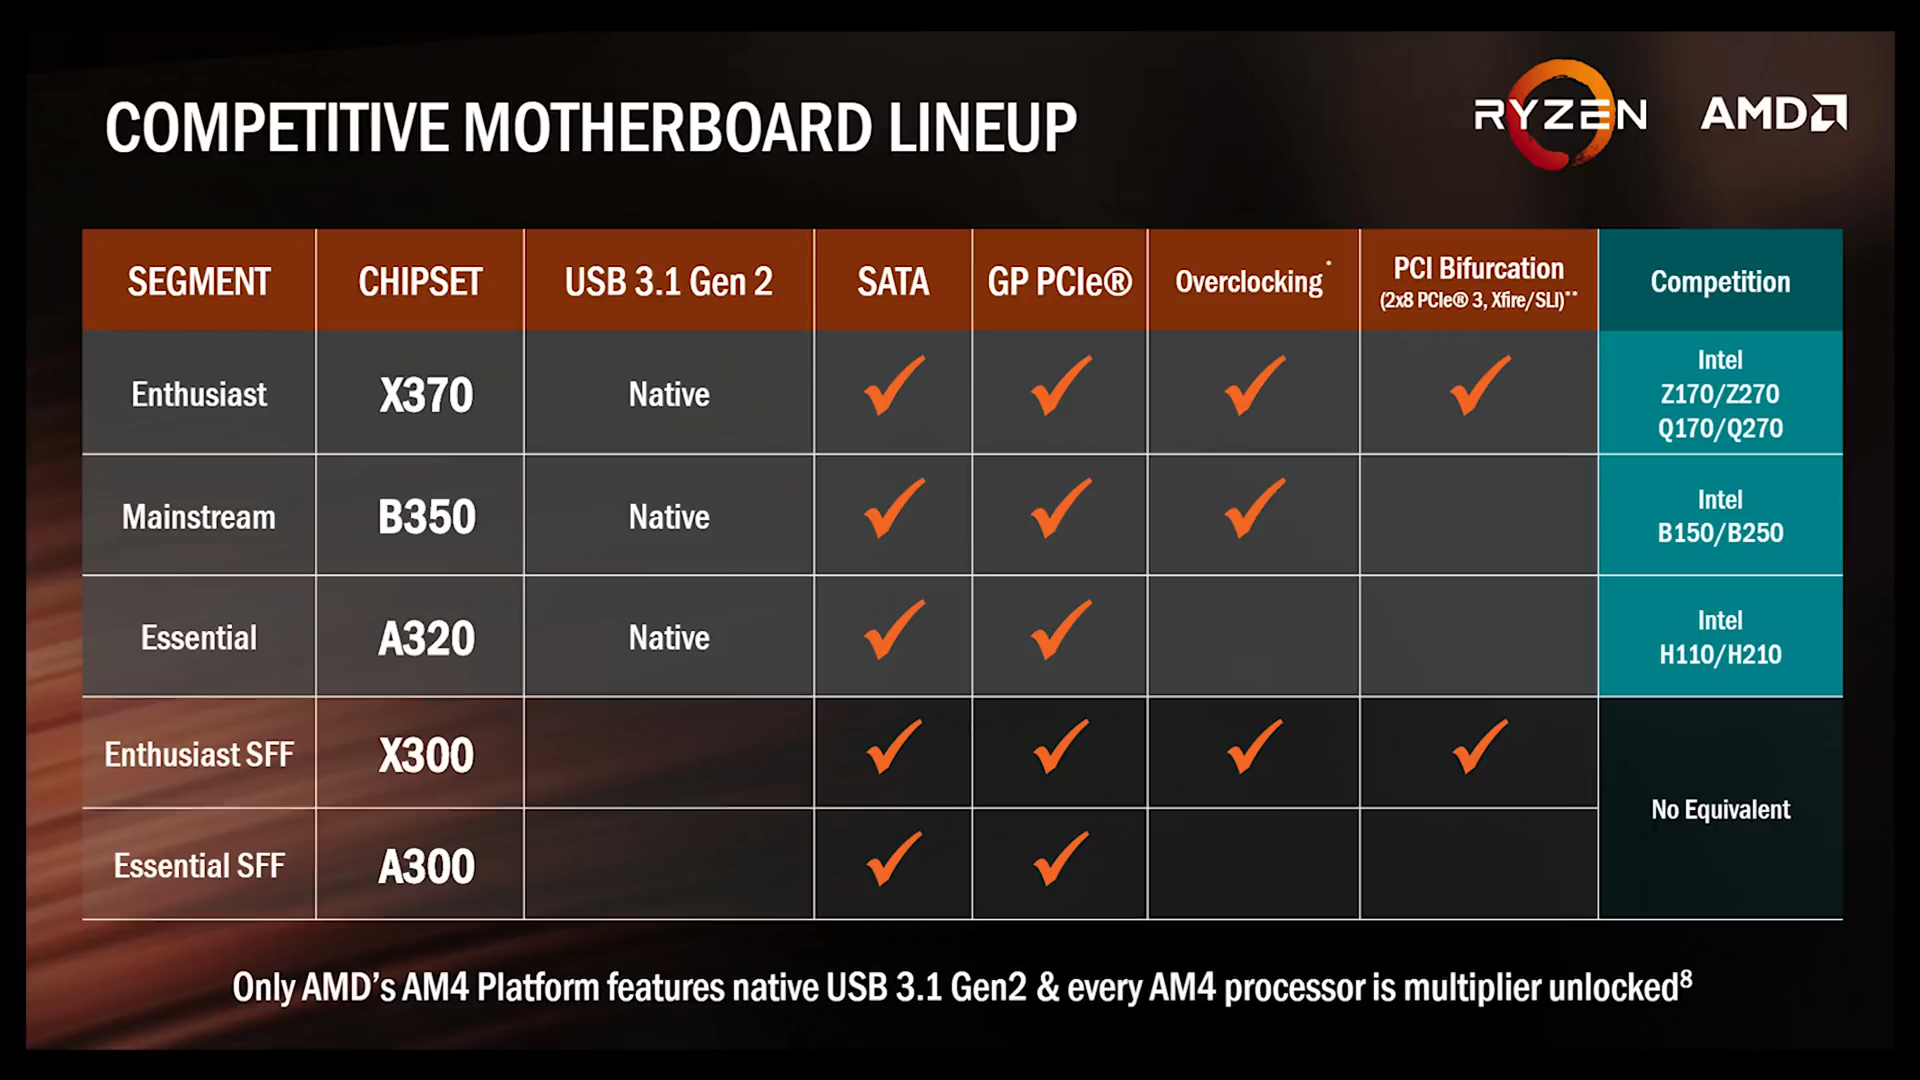 COMPETITIVE MOTHERBOARD LINEUP
RYZEN AMD
SEGMENT CHIPSET USB 3.1 Gen 2 SATA GP PCIe® Overclocking* PCI Bifurcation Competition
(2x8 PCIe® 3, Xfire/SLI)**
Enthusiast X370 Native Intel
Z170/Z270
Q170/Q270
Mainstream B350 Native Intel
B150/B250
Essential A320 Native Intel
H110/H210
Enthusiast SFF X300
No Equivalent
Essential SFF A300
Only AMD's AM4 Platform features native USB 3.1 Gen2 & every AM4 processor is multiplier unlocked⁸